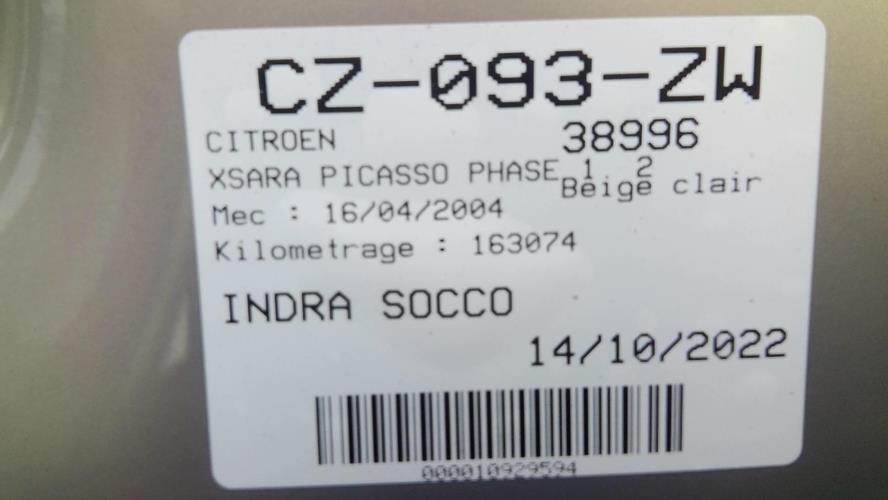 CZ-093-ZW
CITROEN 38996
XSARA PICASSO PHASE 1 2
Beige clair
Mec : 16/04/2004
Kilometrage : 163074
INDRA SOCCO
14/10/2022
000010929594